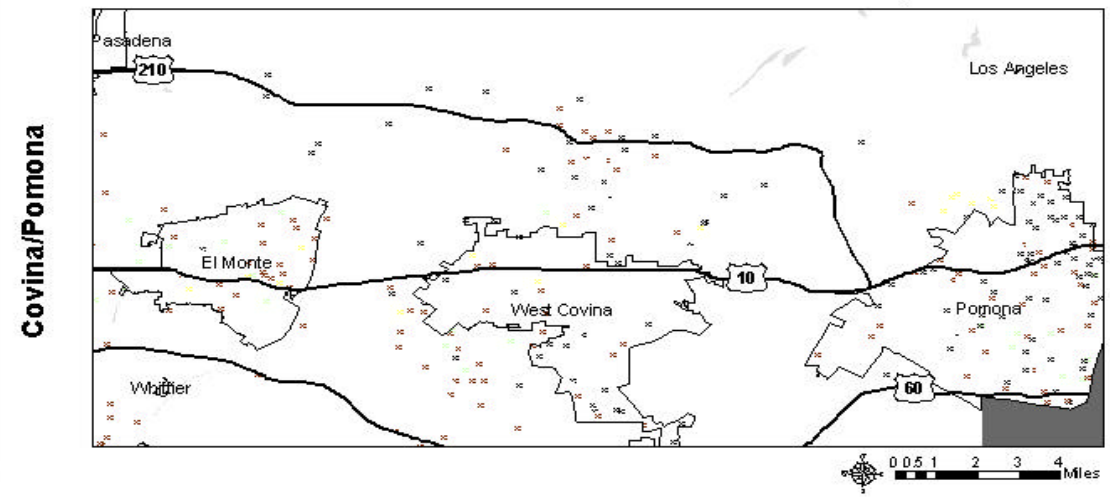 Covina/Pomona
Pasadena
210
Los Angeles
El Monte
10
West Covina
Pomona
Whittier
60
0 0.5 1 2 3 4
Miles